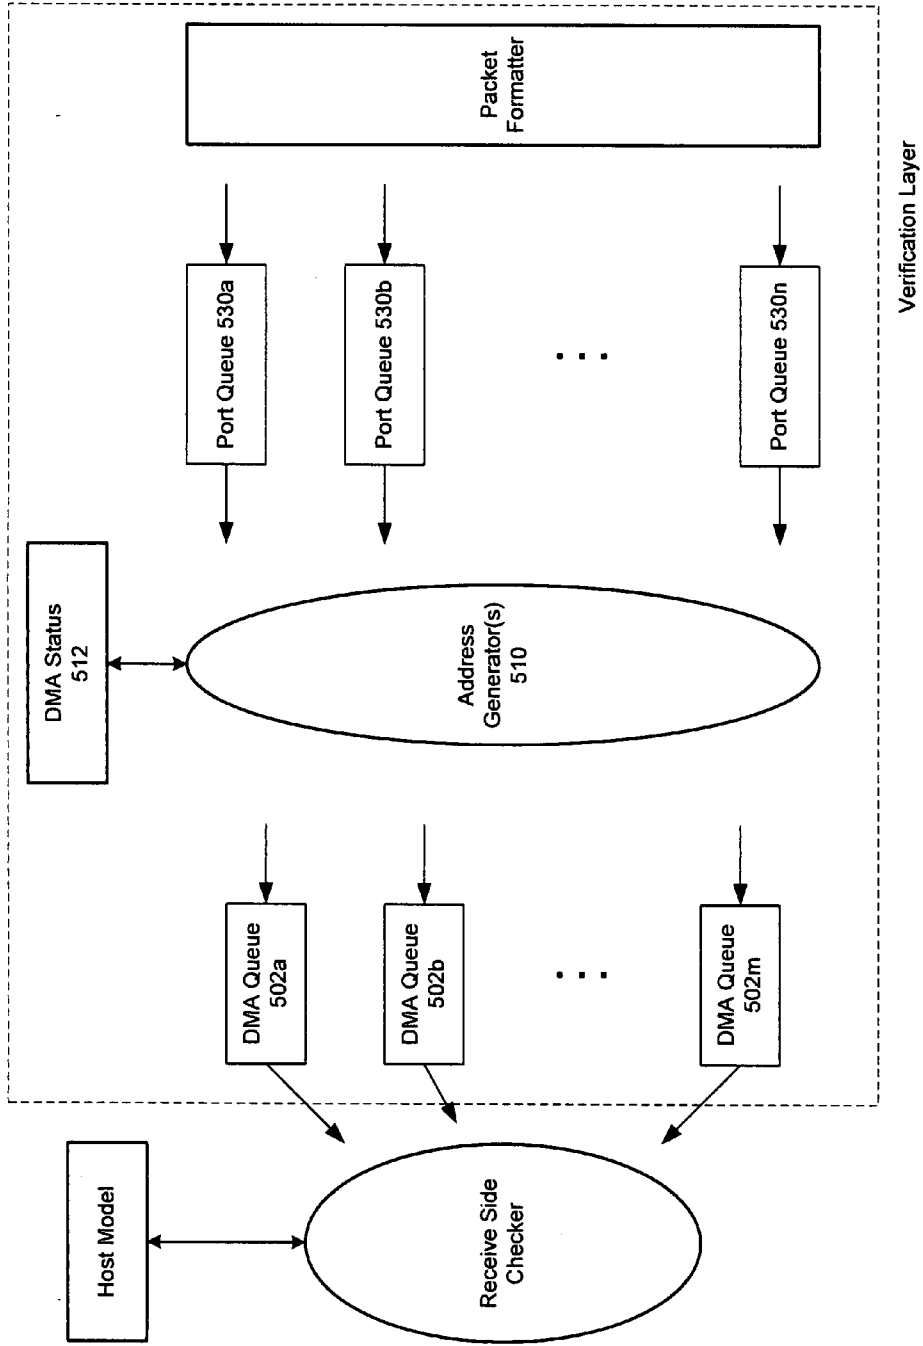 Host Model
Receive Side
Checker
DMA Queue
502a
DMA Queue
502b
. . .
DMA Queue
502m
DMA Status
512
Address
Generator(s)
510
Port Queue 530a
Port Queue 530b
. . .
Port Queue 530n
Packet
Formatter
Verification Layer